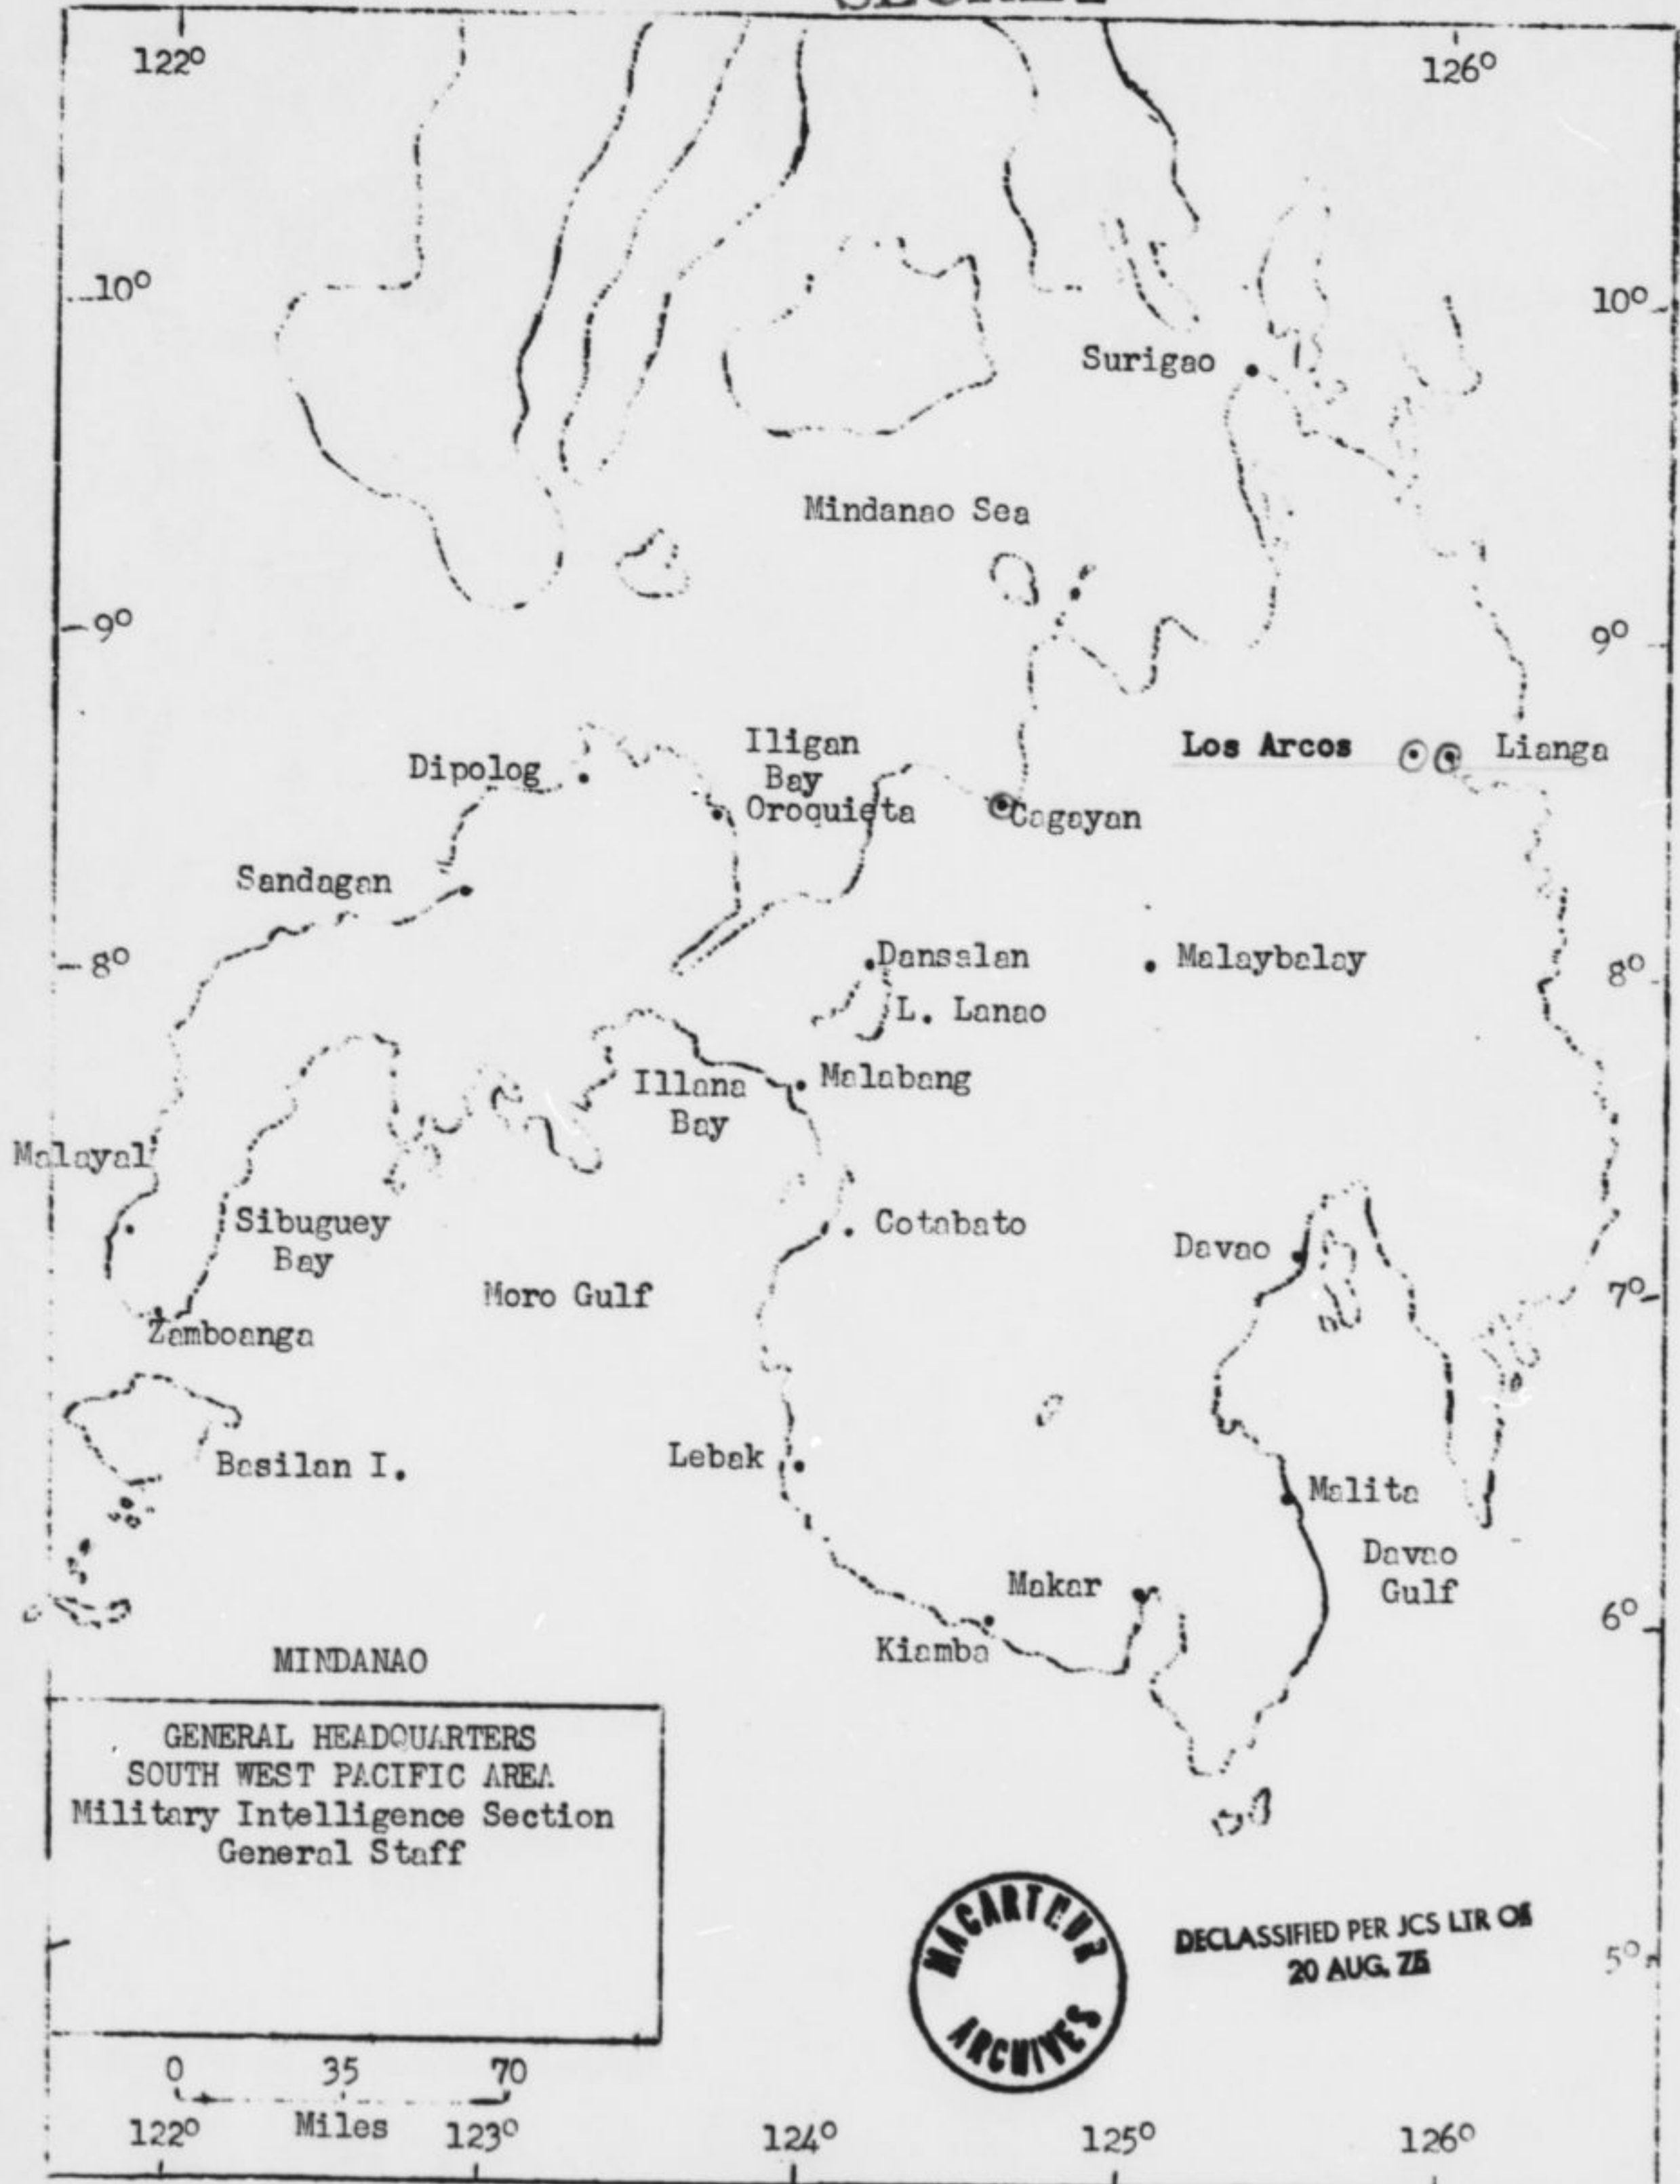 122°
126°
10°
10°
Surigao
Mindanao Sea
9°
9°
Iligan
Bay
Los Arcos
Lianga
Dipolog
Oroquieta
Cagayan
Sandagan
8°
Dansalan
Malaybalay
8°
L. Lanao
Illana
Bay
Malabang
Malayal
Sibuguey
Bay
Cotabato
Davao
Moro Gulf
7°
Zamboanga
Basilan I.
Lebak
Malita
Davao
Gulf
Makar
6°
Kiamba
MINDANAO
GENERAL HEADQUARTERS
SOUTH WEST PACIFIC AREA
Military Intelligence Section
General Staff
MACARTHUR
ARCHIVES
DECLASSIFIED PER JCS LTR OF
20 AUG. 75
5°
0 35 70
Miles
122° 123° 124° 125° 126°